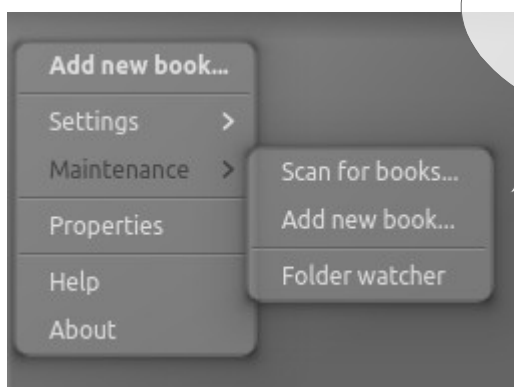 Add new book...
Settings >
Maintenance >
Properties
Help
About
Scan for books...
Add new book...
Folder watcher